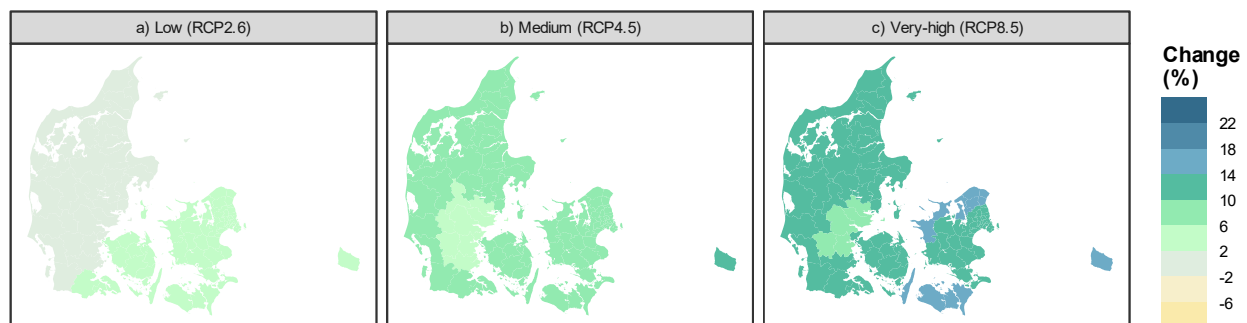 a) Low (RCP2.6)
b) Medium (RCP4.5)
c) Very-high (RCP8.5)
Change
(%)
22
18
14
10
6
2
-2
-6